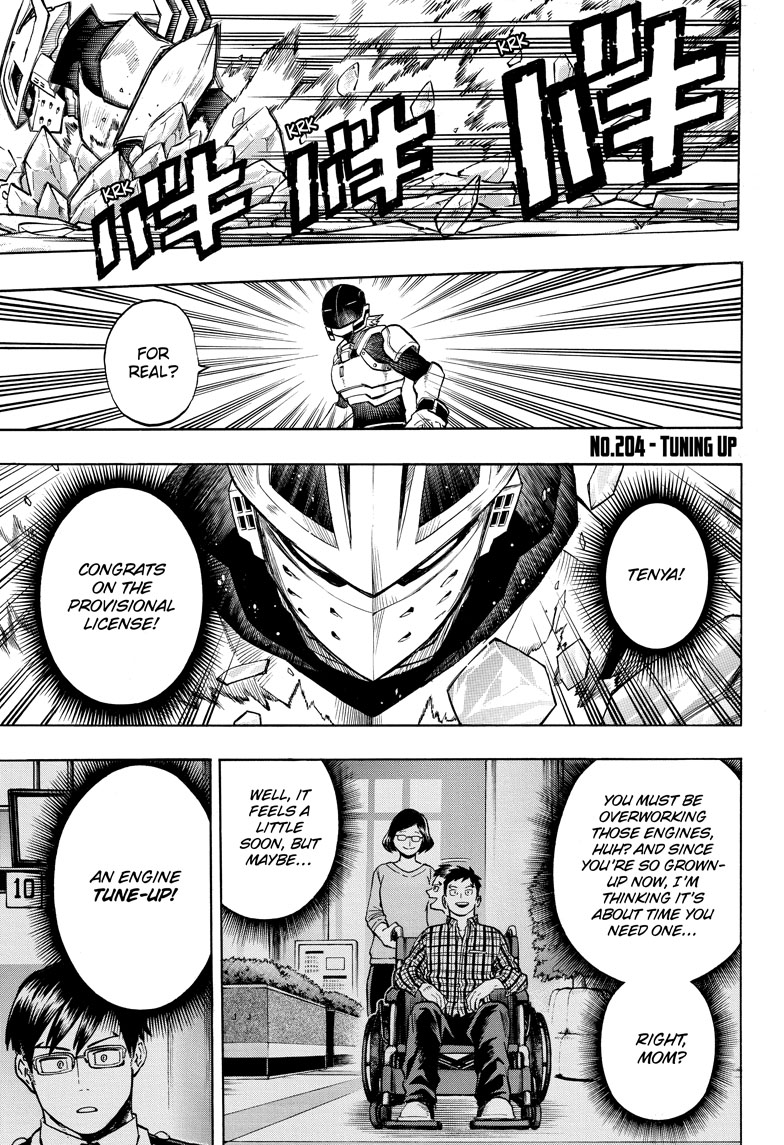 KRK
バキ
KRK
バキ
KRK
バキ
FOR
REAL?
NO.204 - TUNING UP
TENYA!
CONGRATS
ON THE
PROVISIONAL
LICENSE!
YOU MUST BE
OVERWORKING
THOSE ENGINES,
HUH? AND SINCE
YOU'RE SO GROWN-
UP NOW, I'M
THINKING IT'S
ABOUT TIME YOU
NEED ONE...
RIGHT,
MOM?
WELL, IT
FEELS A
LITTLE
SOON, BUT
MAYBE...
AN ENGINE
TUNE-UP!
10